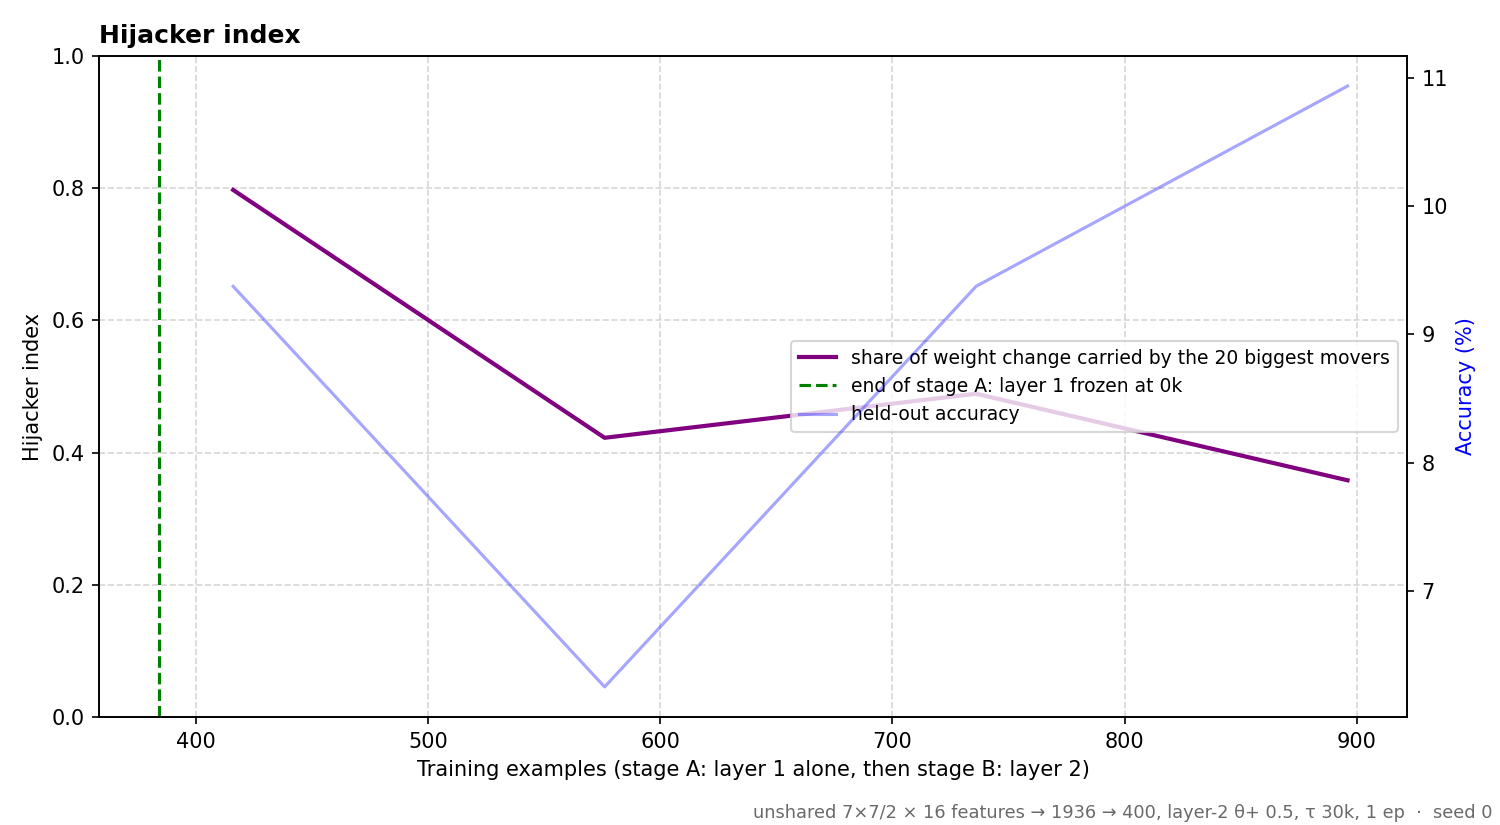 Hijacker index
1.0
0.8
0.6
0.4
0.2
0.0
Hijacker index
11
10
9
8
7
Accuracy (%)
share of weight change carried by the 20 biggest movers
end of stage A: layer 1 frozen at 0k
held-out accuracy
400 500 600 700 800 900
Training examples (stage A: layer 1 alone, then stage B: layer 2)
unshared 7×7/2 × 16 features → 1936 → 400, layer-2 θ+ 0.5, τ 30k, 1 ep · seed 0